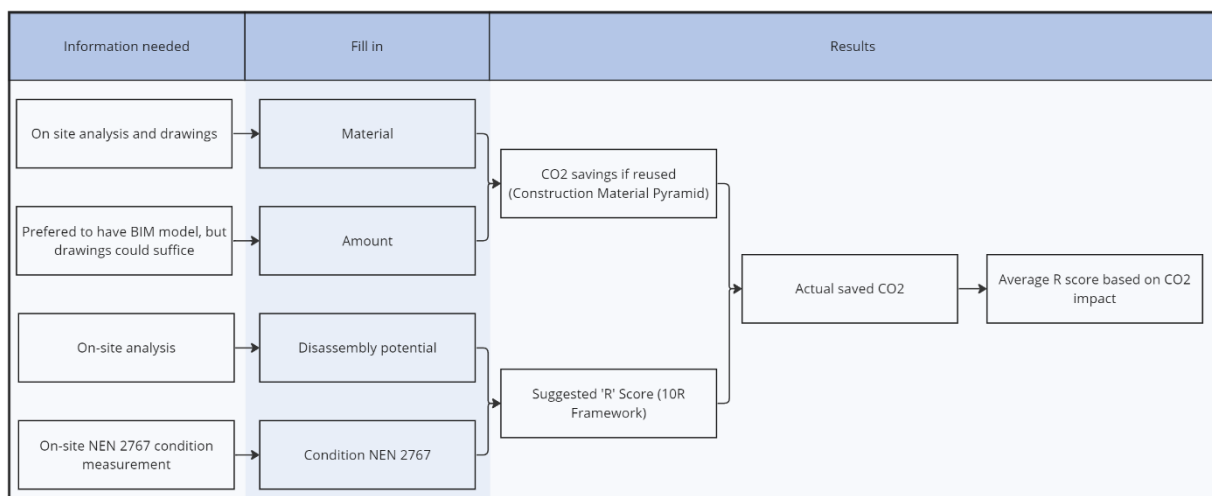 Information needed
Fill in
Results
On site analysis and drawings
Material
CO2 savings if reused
(Construction Material Pyramid)
Prefered to have BIM model, but
drawings could suffice
Amount
Actual saved CO2
Average R score based on CO2
impact
On-site analysis
Disassembly potential
Suggested 'R' Score (10R
Framework)
On-site NEN 2767 condition
measurement
Condition NEN 2767